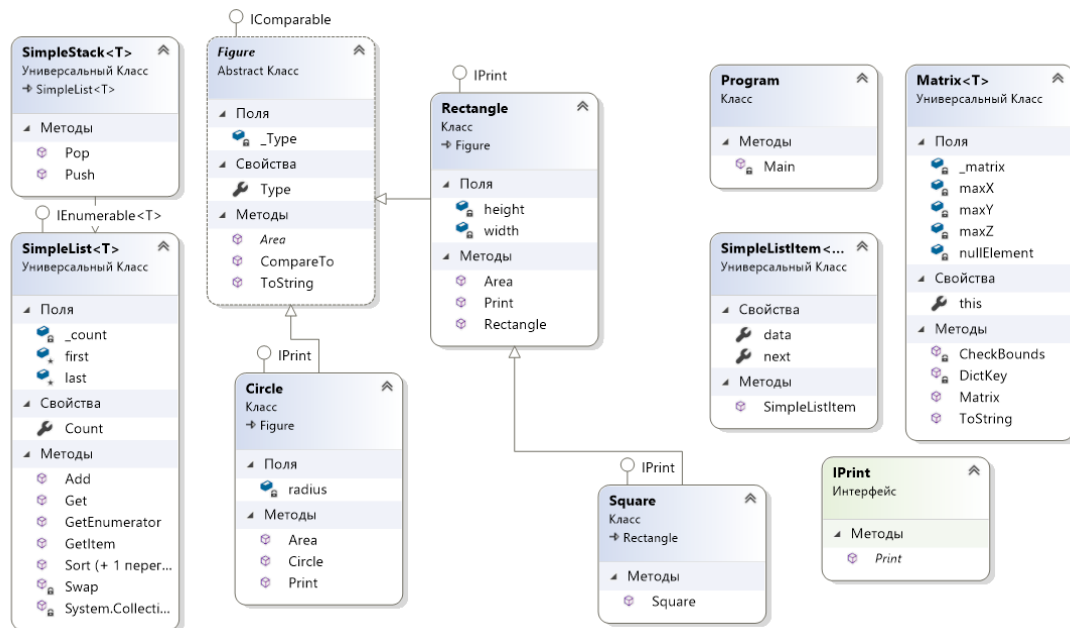 SimpleStack<T>
Универсальный Класс
SimpleList<T>
Методы
Pop
Push
IEnumerable<T>
SimpleList<T>
Универсальный Класс
Поля
_count
first
last
Свойства
Count
Методы
Add
Get
GetEnumerator
GetItem
Sort (+ 1 перег...
Swap
System.Collecti...
IComparable
Figure
Abstract Класс
Поля
_Type
Свойства
Type
Методы
Area
CompareTo
ToString
IPrint
Circle
Класс
Figure
Поля
radius
Методы
Area
Circle
Print
IPrint
Rectangle
Класс
Figure
Поля
height
width
Методы
Area
Print
Rectangle
IPrint
Square
Класс
Rectangle
Методы
Square
Program
Класс
Методы
Main
SimpleListItem<...
Универсальный Класс
Свойства
data
next
Методы
SimpleListItem
Matrix<T>
Универсальный Класс
Поля
_matrix
maxX
maxY
maxZ
nullElement
Свойства
this
Методы
CheckBounds
DictKey
Matrix
ToString
IPrint
Интерфейс
Методы
Print